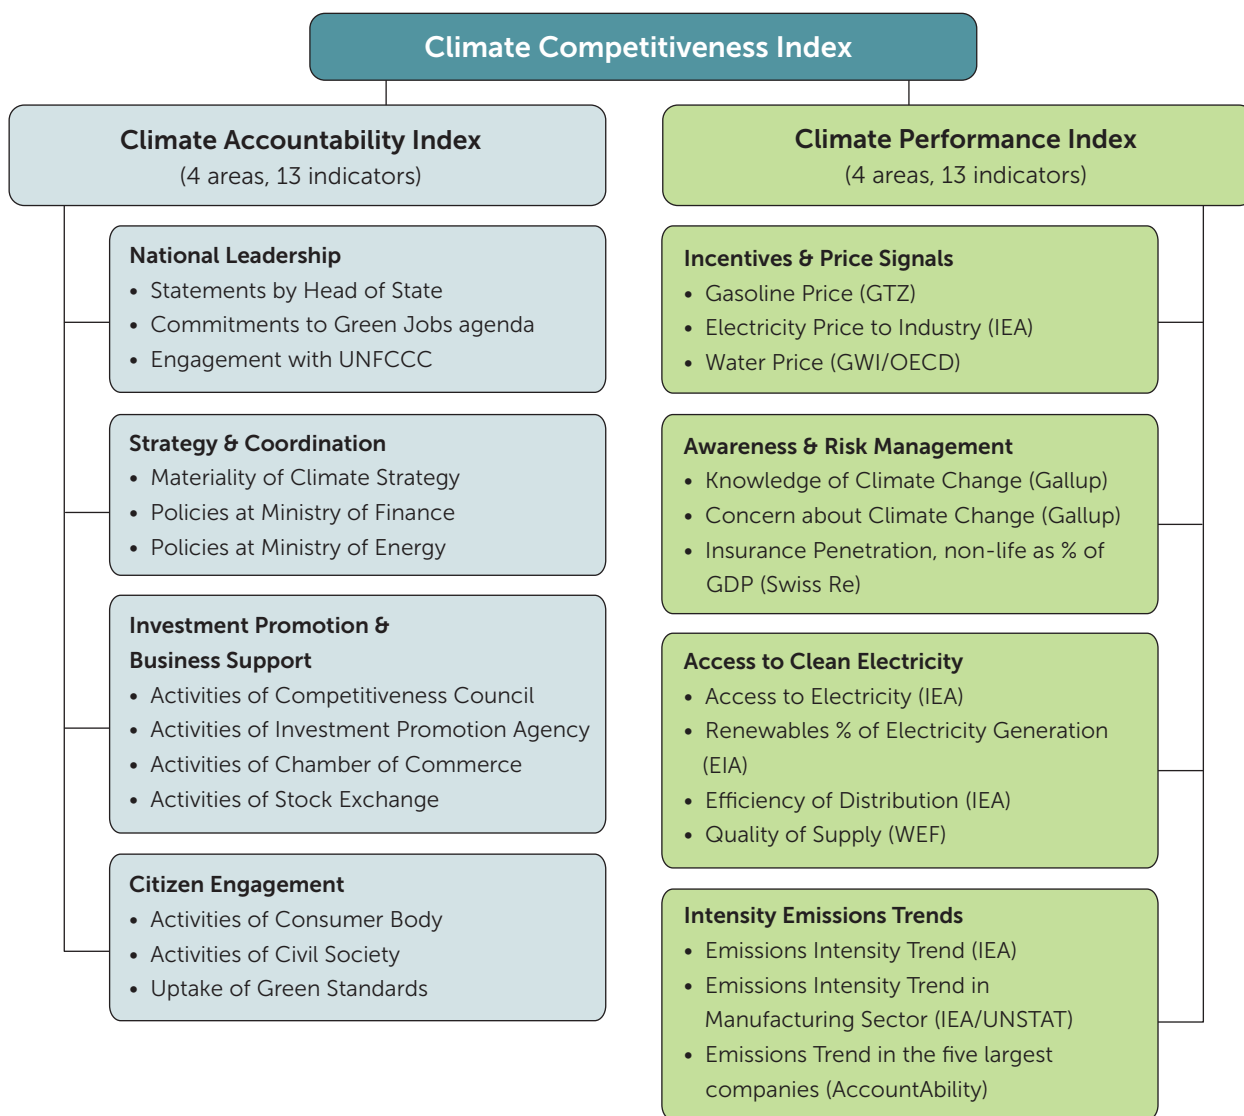 Climate Competitiveness Index
Climate Accountability Index
(4 areas, 13 indicators)
National Leadership
• Statements by Head of State
• Commitments to Green Jobs agenda
• Engagement with UNFCCC
Strategy & Coordination
• Materiality of Climate Strategy
• Policies at Ministry of Finance
• Policies at Ministry of Energy
Investment Promotion &
Business Support
• Activities of Competitiveness Council
• Activities of Investment Promotion Agency
• Activities of Chamber of Commerce
• Activities of Stock Exchange
Citizen Engagement
• Activities of Consumer Body
• Activities of Civil Society
• Uptake of Green Standards
Climate Performance Index
(4 areas, 13 indicators)
Incentives & Price Signals
• Gasoline Price (GTZ)
• Electricity Price to Industry (IEA)
• Water Price (GWI/OECD)
Awareness & Risk Management
• Knowledge of Climate Change (Gallup)
• Concern about Climate Change (Gallup)
• Insurance Penetration, non-life as % of
GDP (Swiss Re)
Access to Clean Electricity
• Access to Electricity (IEA)
• Renewables % of Electricity Generation
(EIA)
• Efficiency of Distribution (IEA)
• Quality of Supply (WEF)
Intensity Emissions Trends
• Emissions Intensity Trend (IEA)
• Emissions Intensity Trend in
Manufacturing Sector (IEA/UNSTAT)
• Emissions Trend in the five largest
companies (AccountAbility)